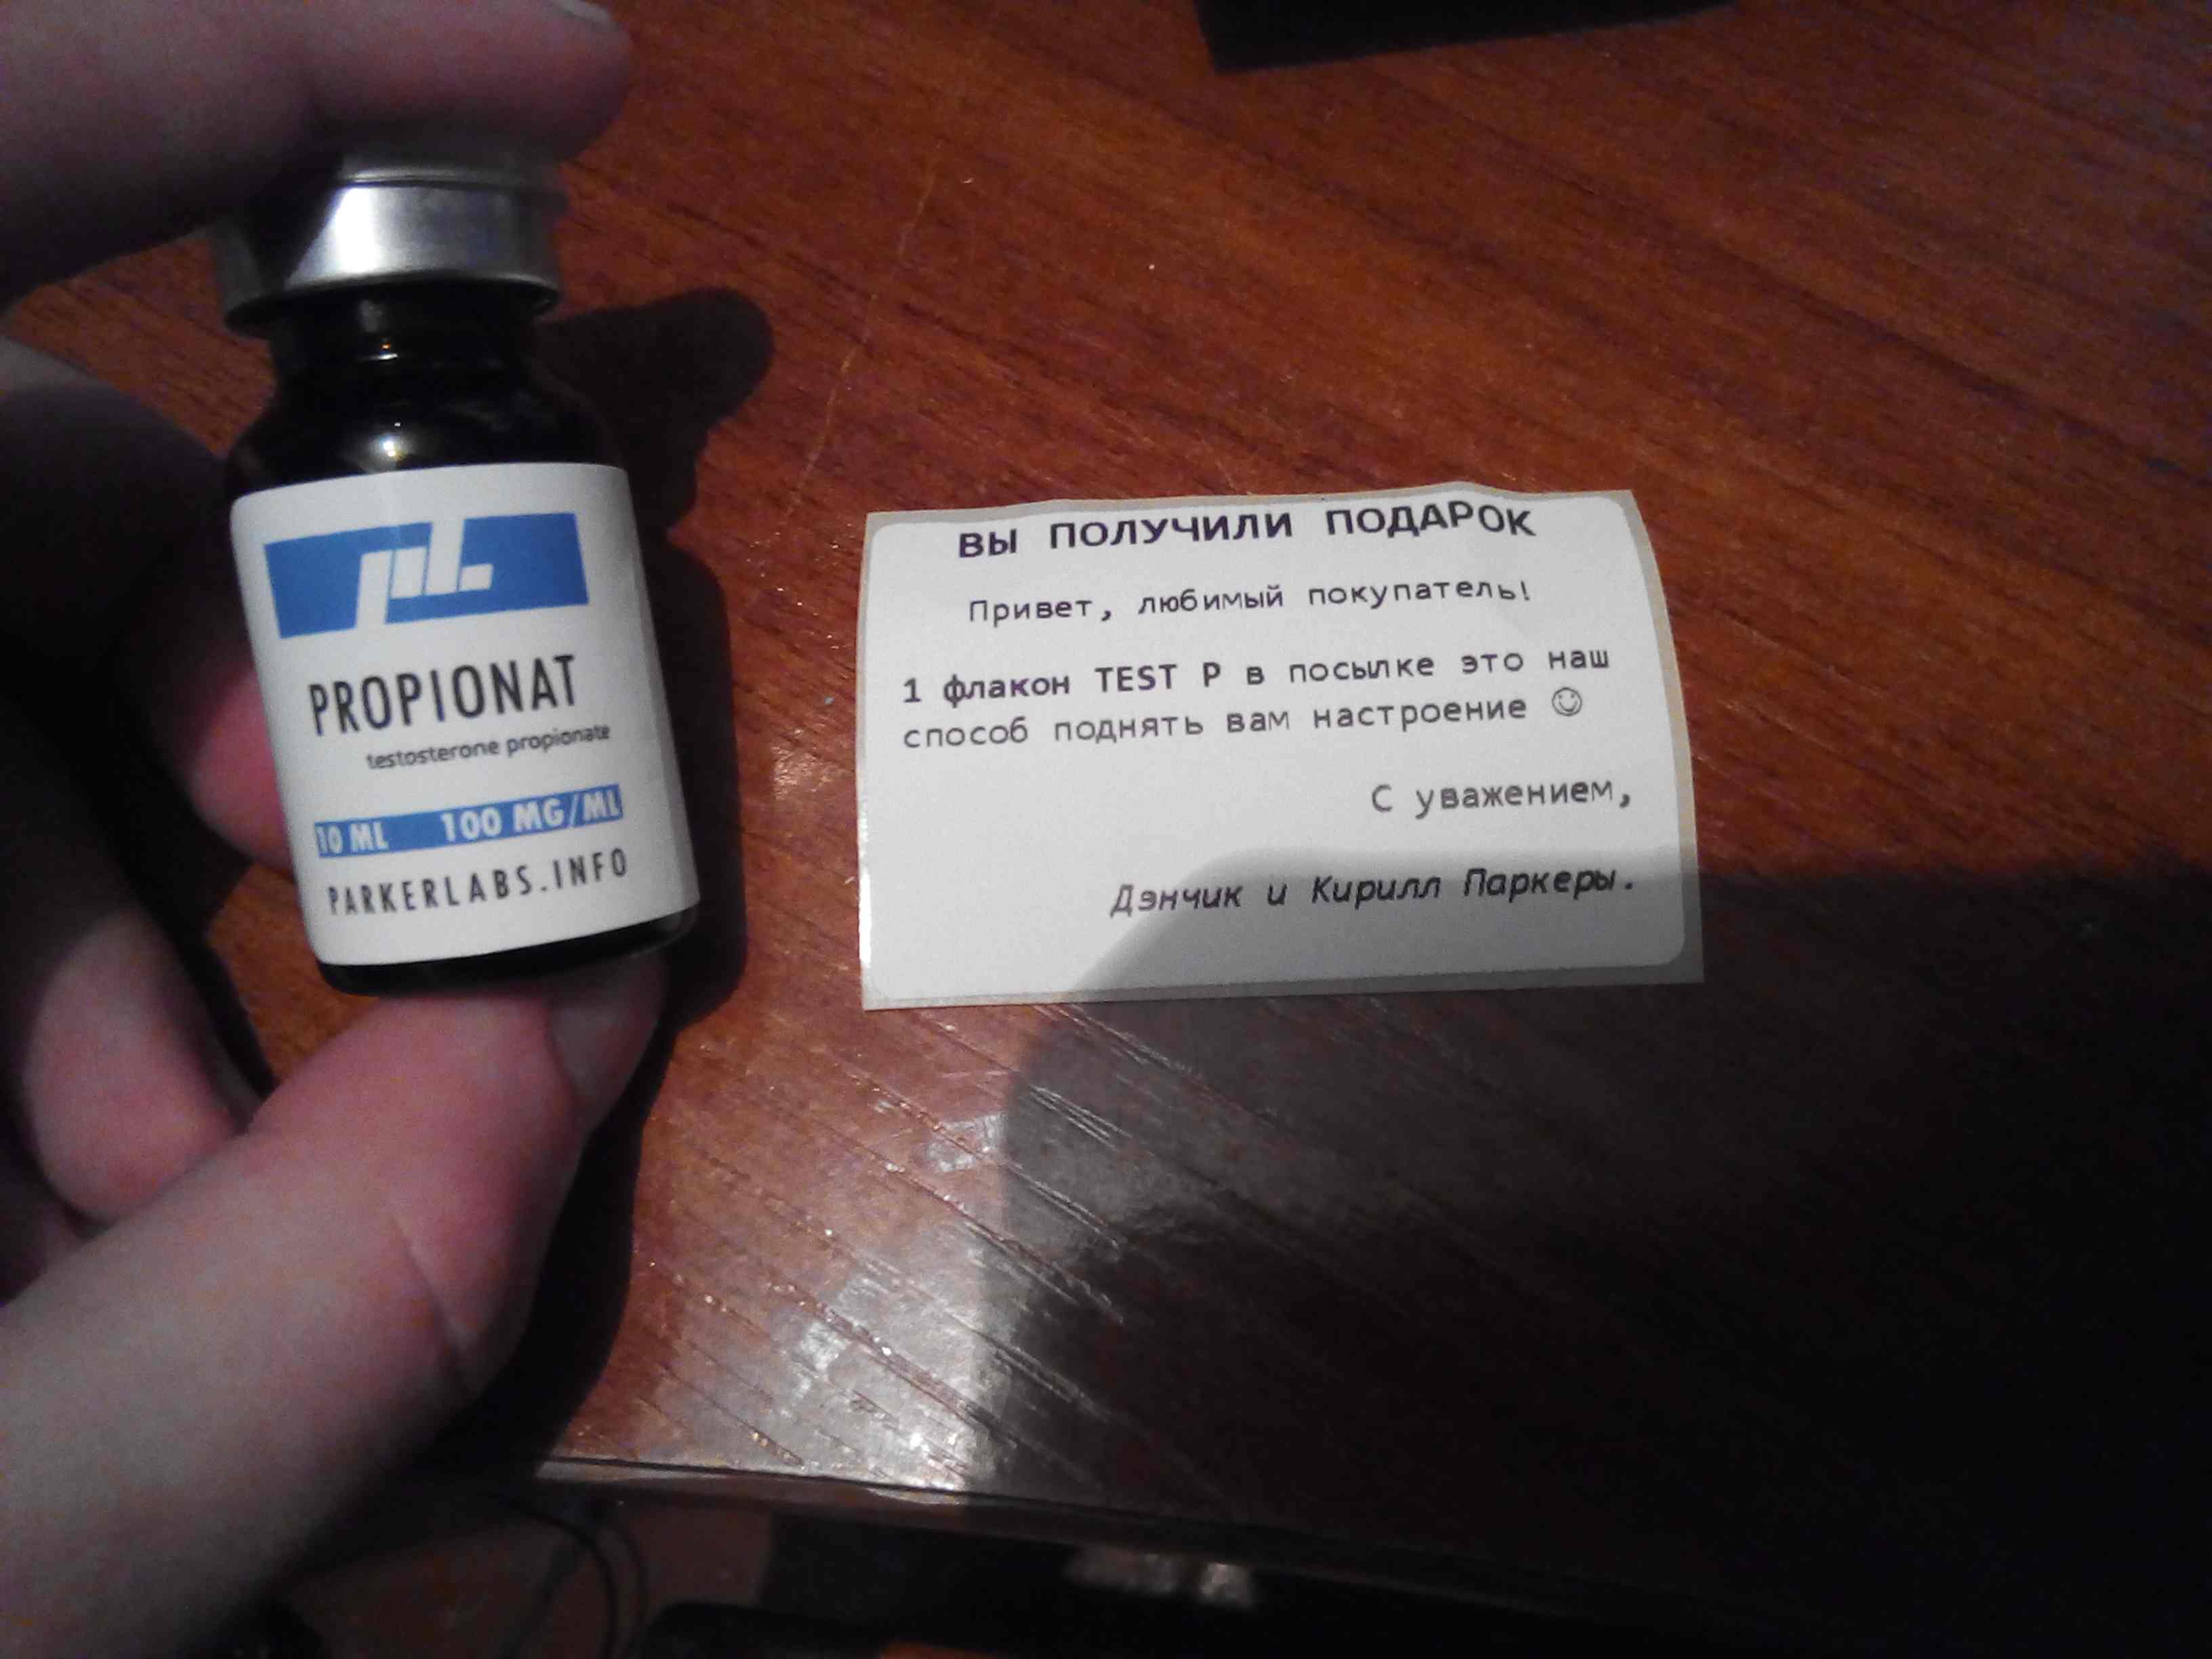 PL
PROPIONAT
testosterone propionate
10 ML 100 MG/ML
PARKERLABS.INFO
ВЫ ПОЛУЧИЛИ ПОДАРОК
Привет, любимый покупатель!
1 флакон TEST P в посылке это наш
способ поднять вам настроение ☺
С уважением,
Дэнчик и Кирилл Паркеры.